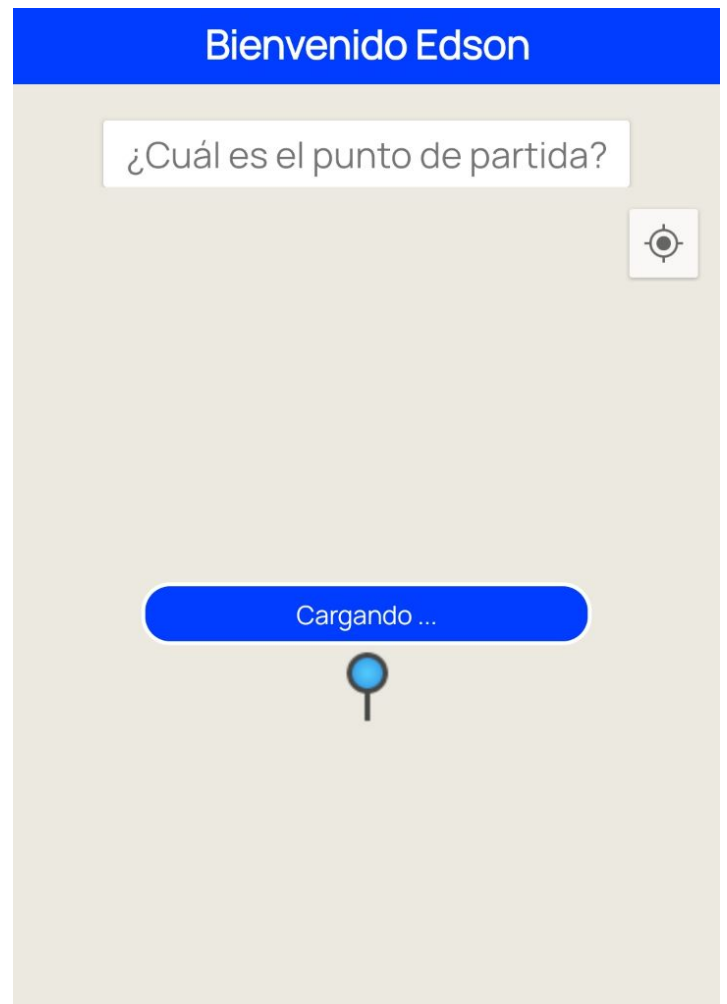 Bienvenido Edson
¿Cuál es el punto de partida?
Cargando ...